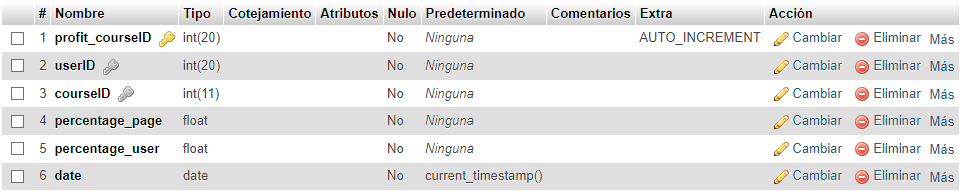 # Nombre Tipo Cotejamiento Atributos Nulo Predeterminado Comentarios Extra Acción
1 profit_courseID int(20) No Ninguna AUTO_INCREMENT Cambiar Eliminar Más
2 userID int(20) No Ninguna Cambiar Eliminar Más
3 courseID int(11) No Ninguna Cambiar Eliminar Más
4 percentage_page float No Ninguna Cambiar Eliminar Más
5 percentage_user float No Ninguna Cambiar Eliminar Más
6 date date No current_timestamp() Cambiar Eliminar Más